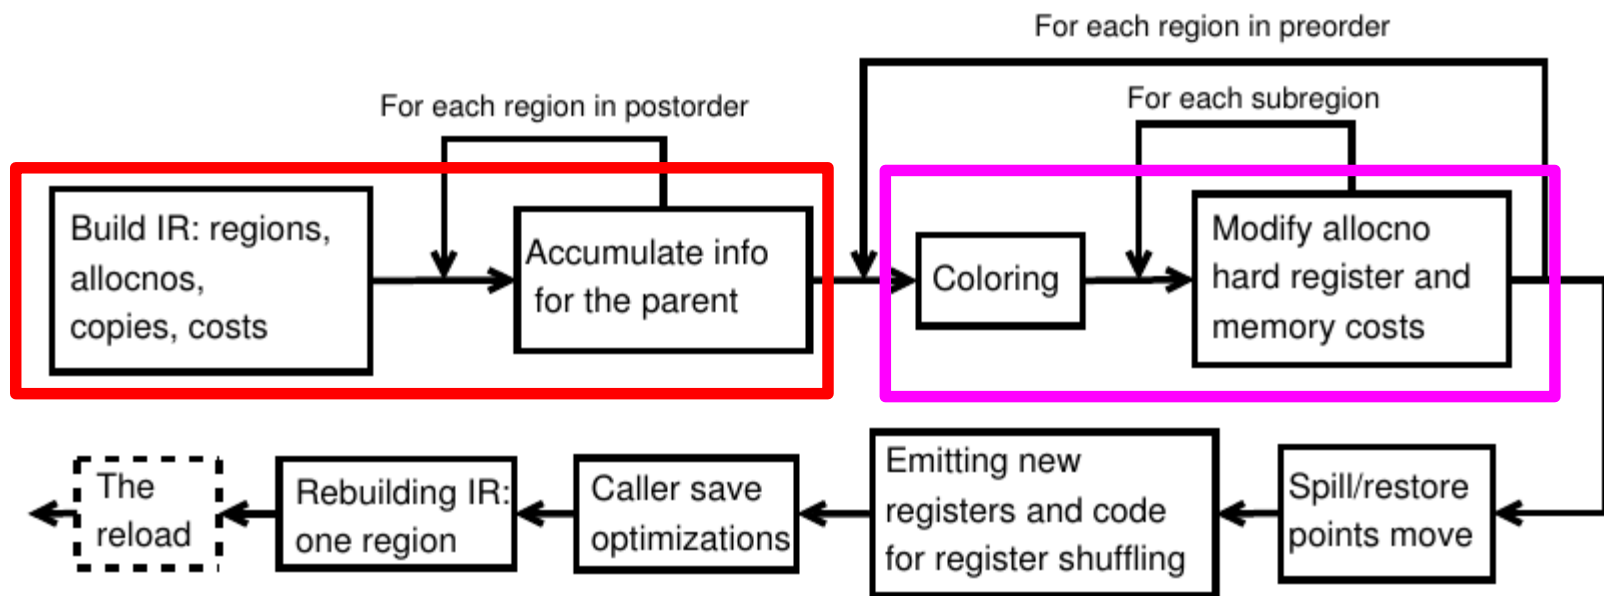 For each region in preorder
For each region in postorder
For each subregion
Build IR: regions,
allocnos,
copies, costs
Accumulate info
for the parent
Coloring
Modify allocno
hard register and
memory costs
The
reload
Rebuilding IR:
one region
Caller save
optimizations
Emitting new
registers and code
for register shuffling
Spill/restore
points move